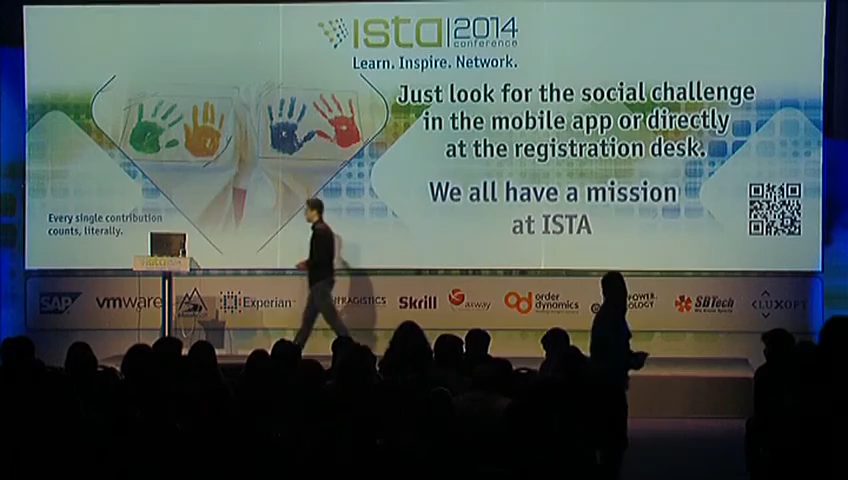 ista|2014
conference
Learn. Inspire. Network.
Just look for the social challenge
in the mobile app or directly
at the registration desk.
We all have a mission
at ISTA
Every single contribution
counts, literally.
SAP
vmware
Experian
Skrill
axway
order
dynamics
SBTech
LUXOFT